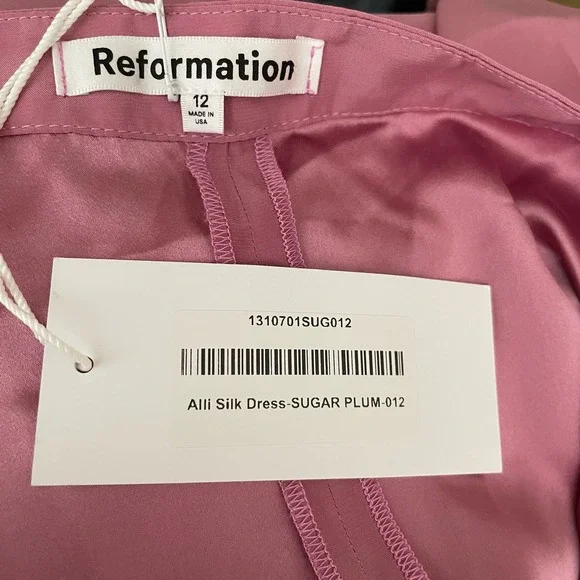 Reformation
12
MADE IN
USA
1310701SUG012
Alli Silk Dress-SUGAR PLUM-012